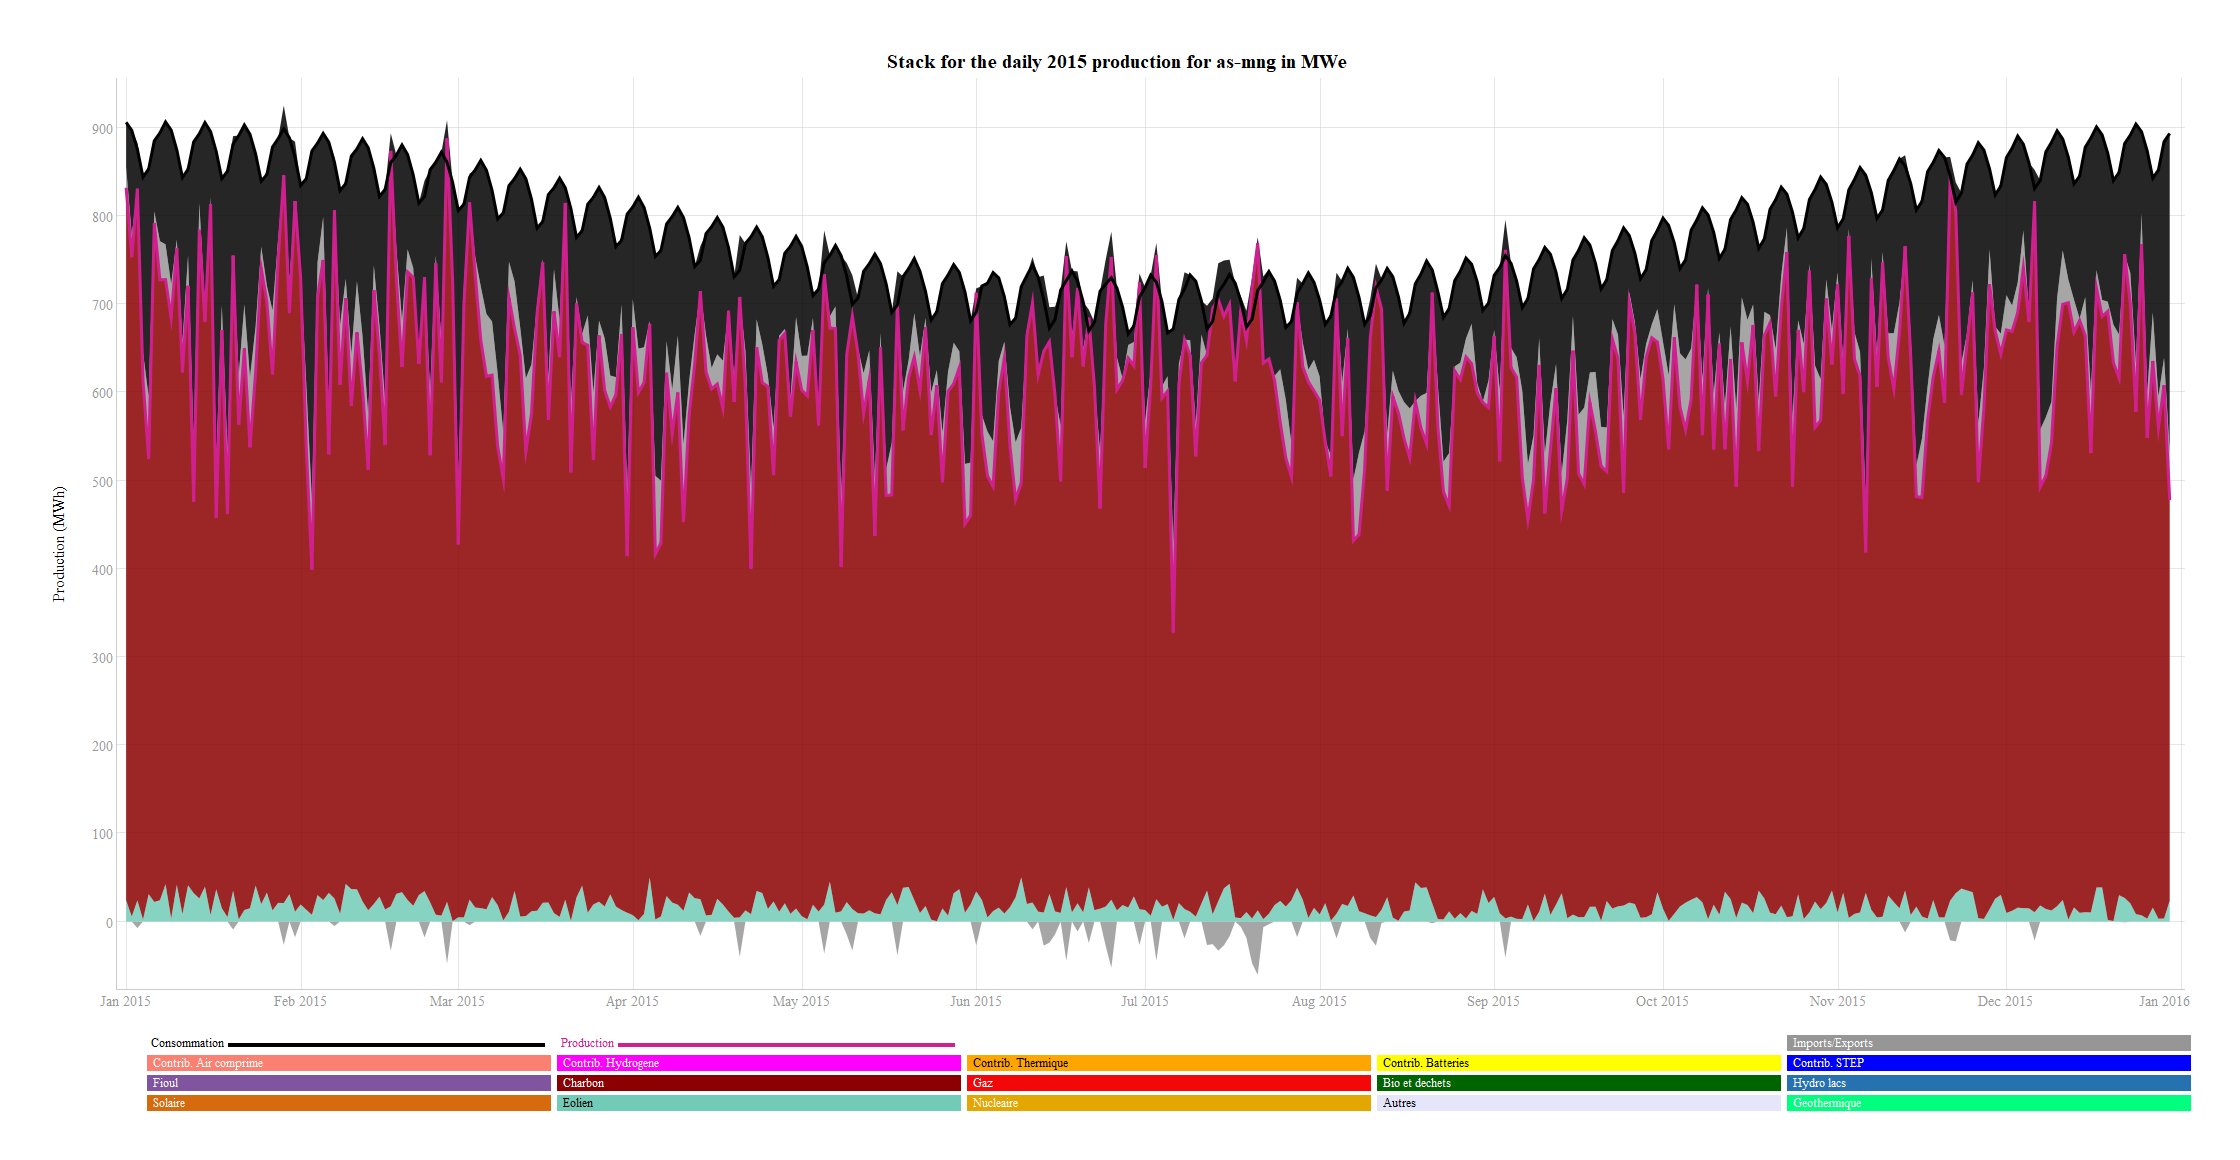 Stack for the daily 2015 production for as-mng in MWe
Production (MWh)
900
800
700
600
500
400
300
200
100
0
Jan 2015 Feb 2015 Mar 2015 Apr 2015 May 2015 Jun 2015 Jul 2015 Aug 2015 Sep 2015 Oct 2015 Nov 2015 Dec 2015 Jan 2016
Consommation Production Imports/Exports
Contrib. Air comprime Contrib. Hydrogene Contrib. Thermique Contrib. Batteries Contrib. STEP
Fioul Charbon Gaz Bio et dechets Hydro lacs
Solaire Eolien Nucleaire Autres Geothermique